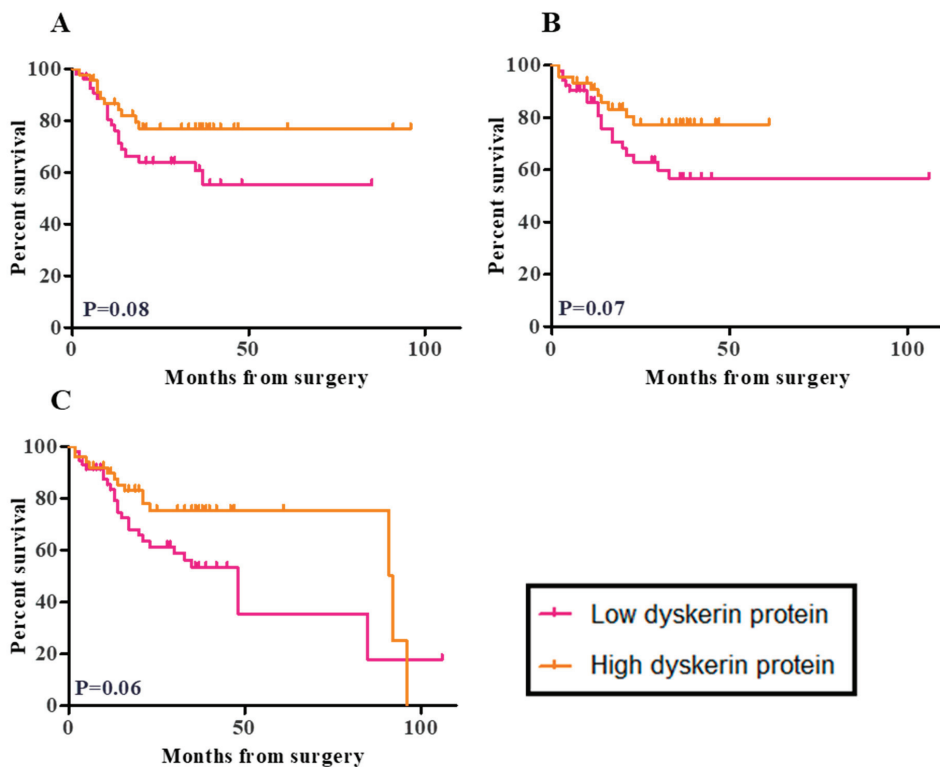 A
100
80
60
40
20
0
Percent survival
P=0.08
0 50 100
Months from surgery
B
100
80
60
40
20
0
Percent survival
P=0.07
0 50 100
Months from surgery
C
100
80
60
40
20
0
Percent survival
P=0.06
0 50 100
Months from surgery
Low dyskerin protein
High dyskerin protein